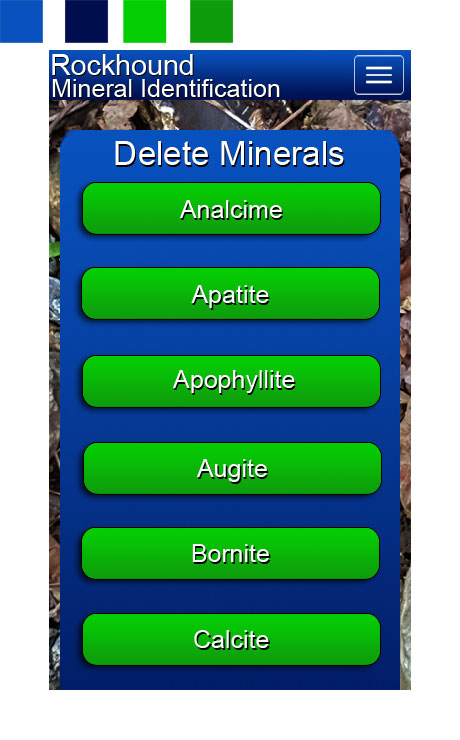 Rockhound
Mineral Identification
Delete Minerals
Analcime
Apatite
Apophyllite
Augite
Bornite
Calcite